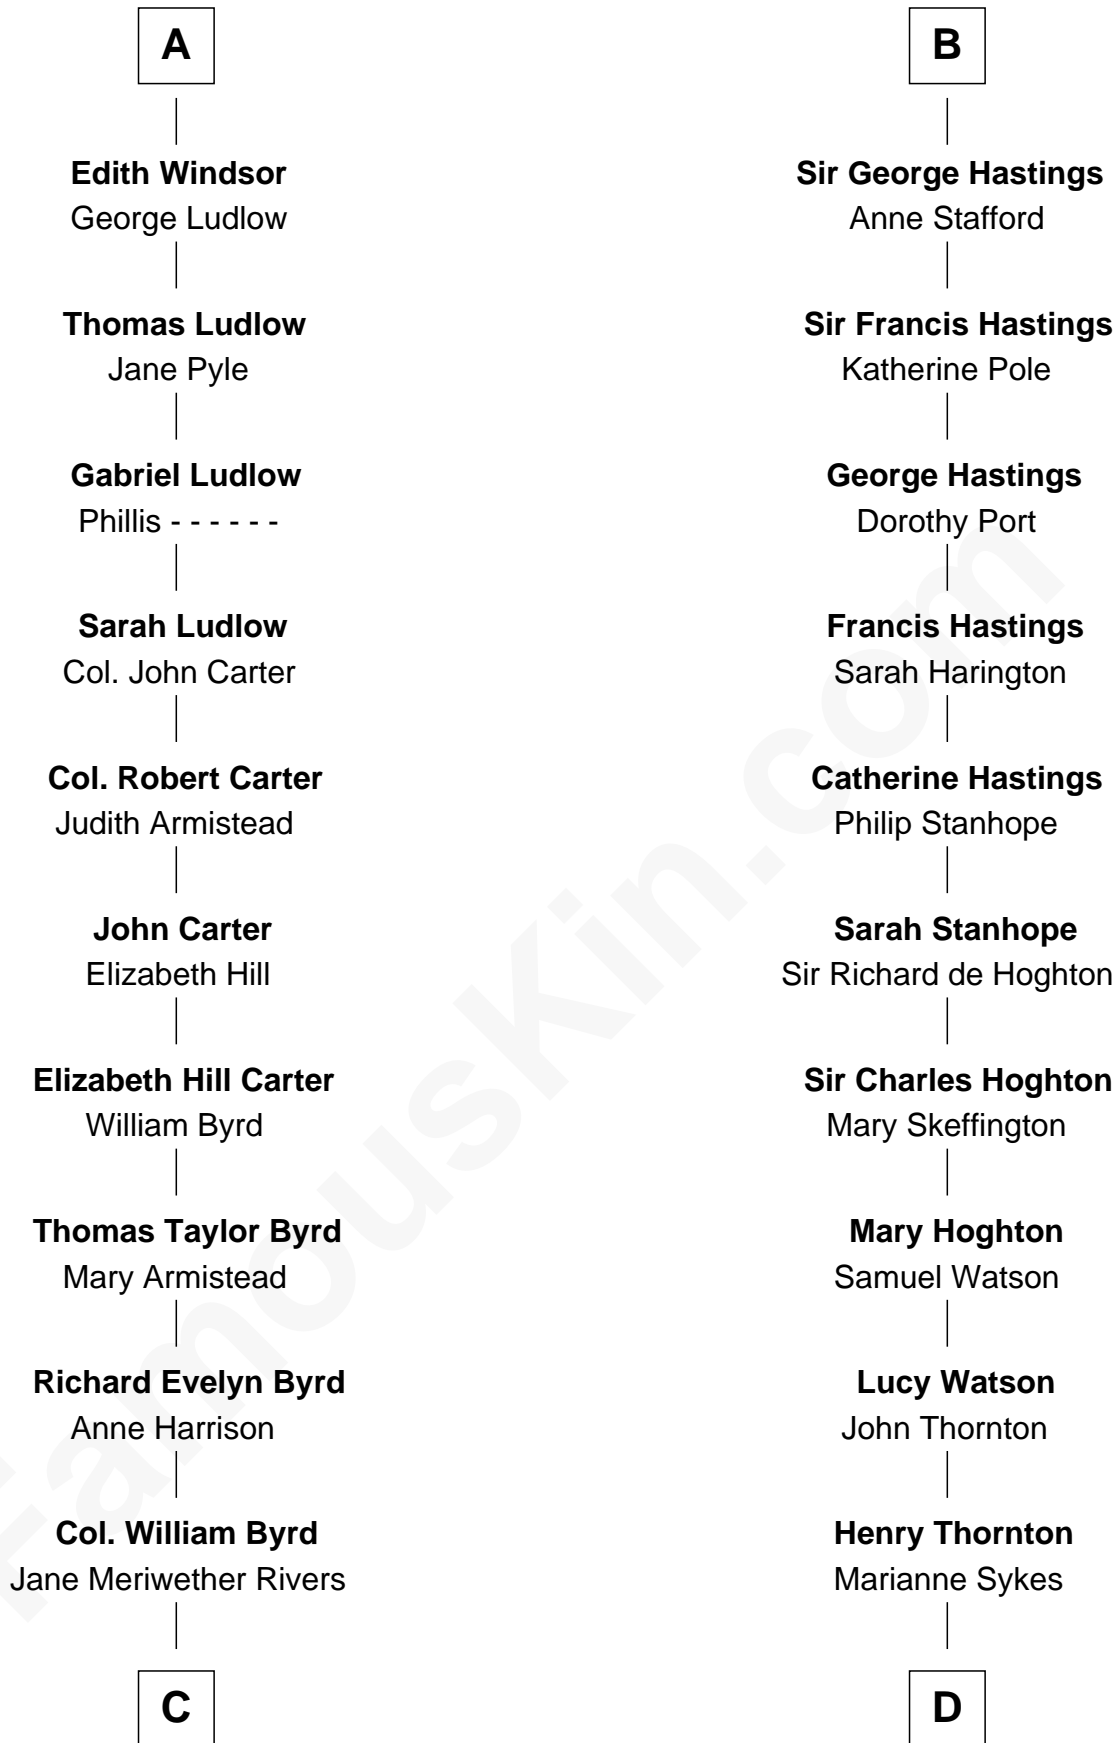 A
Edith Windsor
George Ludlow
Thomas Ludlow
Jane Pyle
Gabriel Ludlow
Phillis - - - - - -
Sarah Ludlow
Col. John Carter
Col. Robert Carter
Judith Armistead
John Carter
Elizabeth Hill
Elizabeth Hill Carter
William Byrd
Thomas Taylor Byrd
Mary Armistead
Richard Evelyn Byrd
Anne Harrison
Col. William Byrd
Jane Meriwether Rivers
C
B
Sir George Hastings
Anne Stafford
Sir Francis Hastings
Katherine Pole
George Hastings
Dorothy Port
Francis Hastings
Sarah Harington
Catherine Hastings
Philip Stanhope
Sarah Stanhope
Sir Richard de Hoghton
Sir Charles Hoghton
Mary Skeffington
Mary Hoghton
Samuel Watson
Lucy Watson
John Thornton
Henry Thornton
Marianne Sykes
D
FamousKin.com